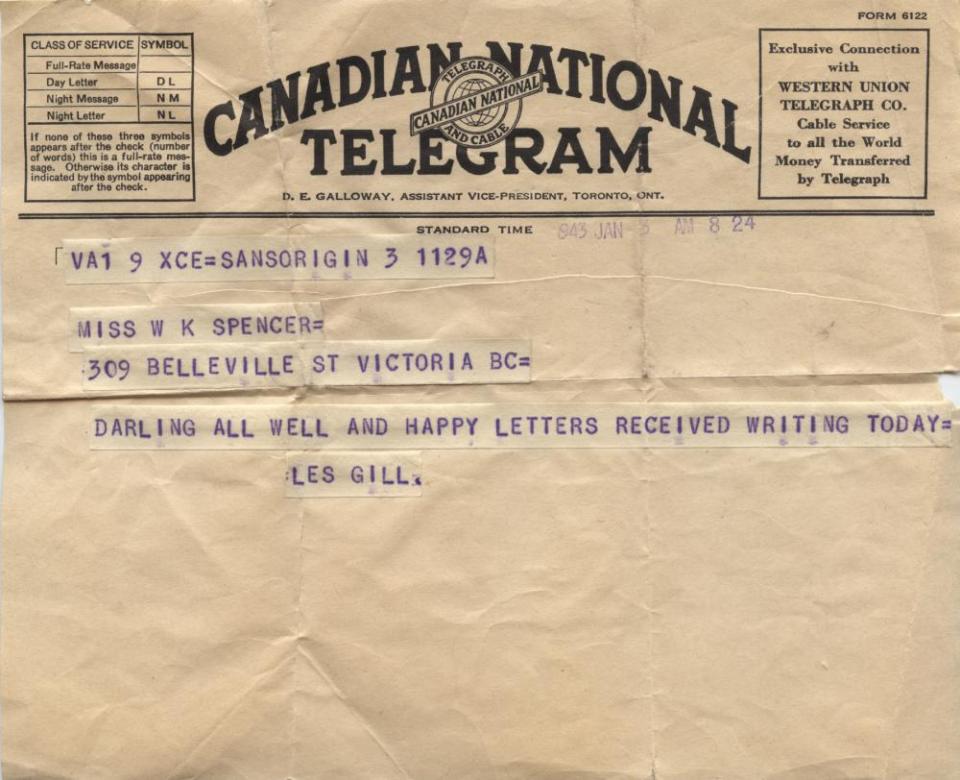 FORM 6122
CLASS OF SERVICE SYMBOL
Full-Rate Message
Day Letter D L
Night Message N M
Night Letter N L
If none of these three symbols
appears after the check (number
of words) this is a full-rate mes-
sage. Otherwise its character is
indicated by the symbol appearing
after the check.
CANADIAN NATIONAL
TELEGRAPH
CANADIAN NATIONAL
AND CABLE
TELEGRAM
D. E. GALLOWAY, ASSISTANT VICE-PRESIDENT, TORONTO, ONT.
Exclusive Connection
with
WESTERN UNION
TELEGRAPH CO.
Cable Service
to all the World
Money Transferred
by Telegraph
STANDARD TIME 943 JAN 3 AM 8 24
VA1 9 XCE=SANSORIGIN 3 1129A
MISS W K SPENCER=
309 BELLEVILLE ST VICTORIA BC=
DARLING ALL WELL AND HAPPY LETTERS RECEIVED WRITING TODAY=
LES GILL.